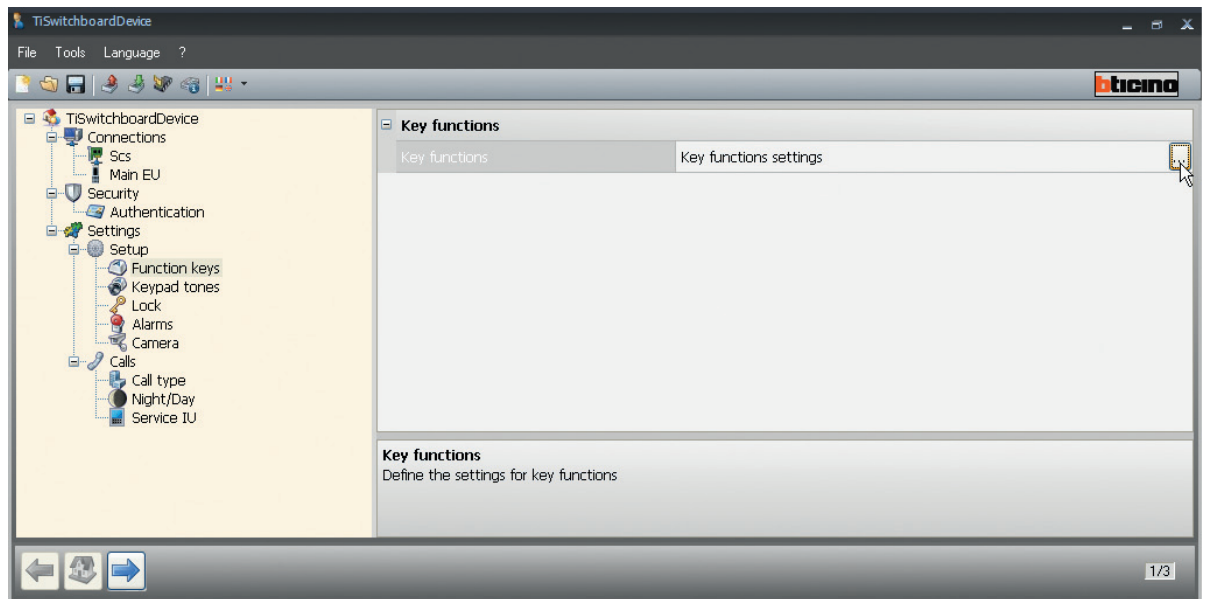 TiSwitchboardDevice
File Tools Language ?
bticino
TiSwitchboardDevice
Connections
Scs
Main EU
Security
Authentication
Settings
Setup
Function keys
Keypad tones
Lock
Alarms
Camera
Calls
Call type
Night/Day
Service IU
Key functions
Key functions Key functions settings ...
Key functions
Define the settings for key functions
1/3